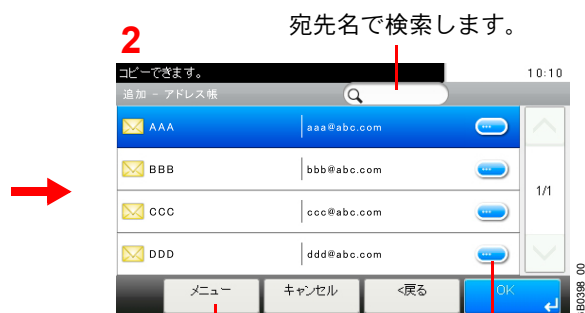 2
宛先名で検索します。
コピーできます。
10:10
追加 - アドレス帳
AAA aaa@abc.com
BBB bbb@abc.com
CCC ccc@abc.com
DDD ddd@abc.com
1/1
メニュー キャンセル <戻る OK
B0398_00